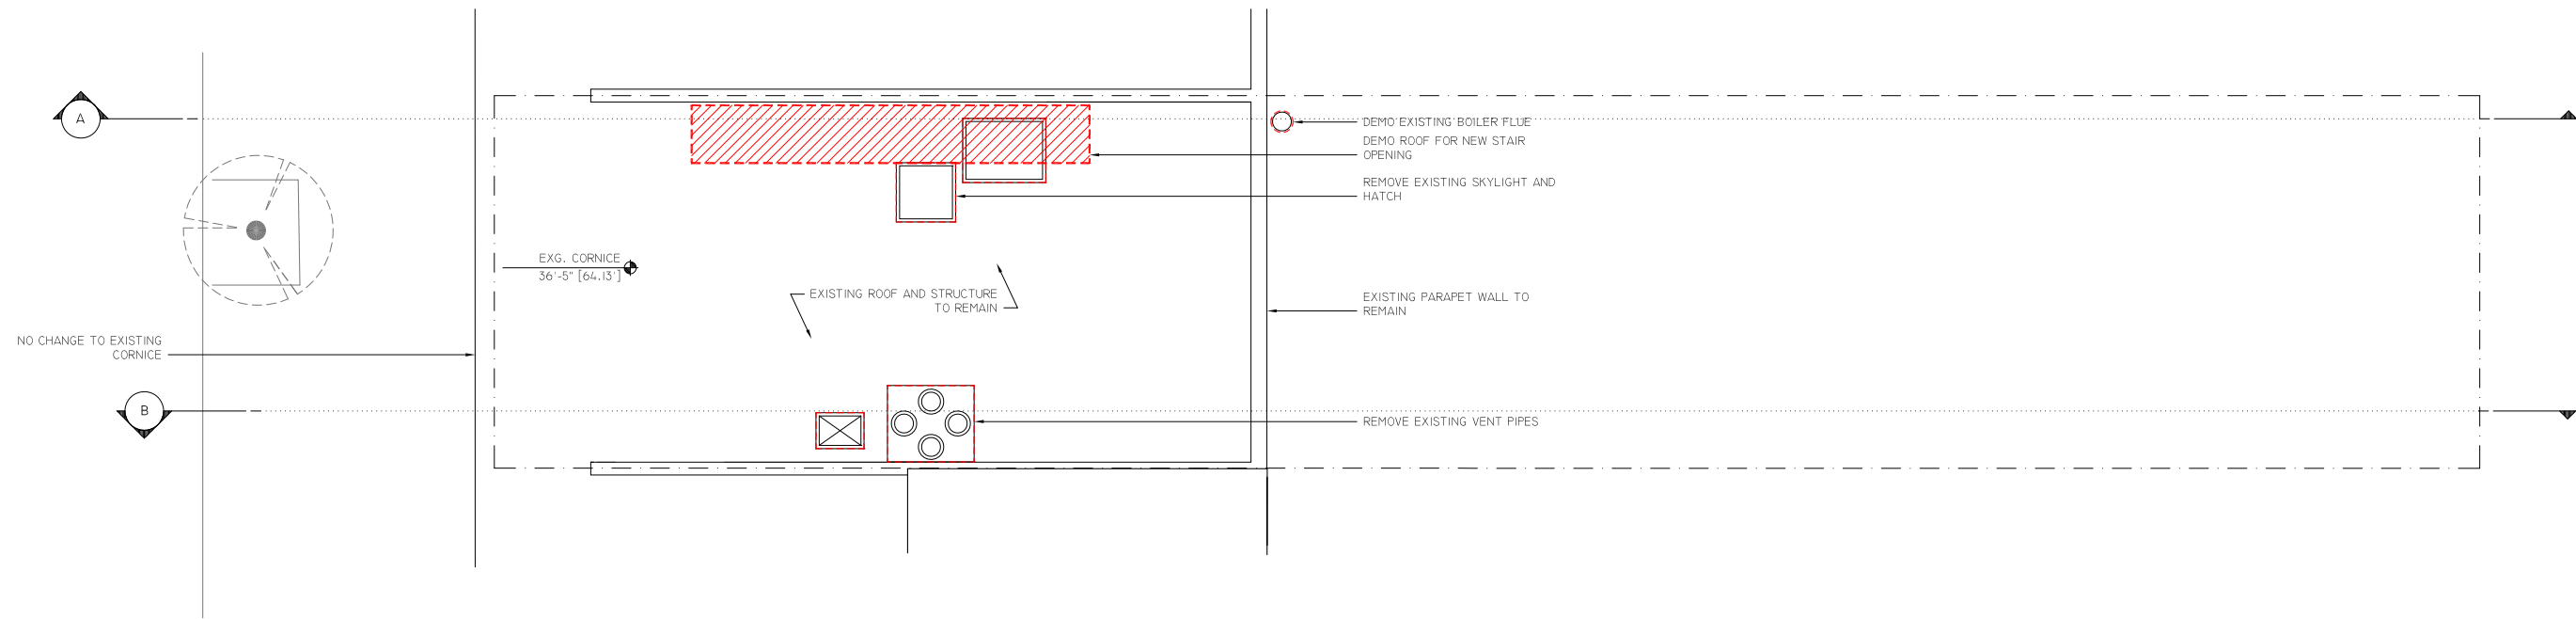 A
DEMO EXISTING BOILER FLUE
DEMO ROOF FOR NEW STAIR
OPENING
REMOVE EXISTING SKYLIGHT AND
HATCH
EXG. CORNICE
36'-5" [64.13']
EXISTING ROOF AND STRUCTURE
TO REMAIN
EXISTING PARAPET WALL TO
REMAIN
NO CHANGE TO EXISTING
CORNICE
B
REMOVE EXISTING VENT PIPES